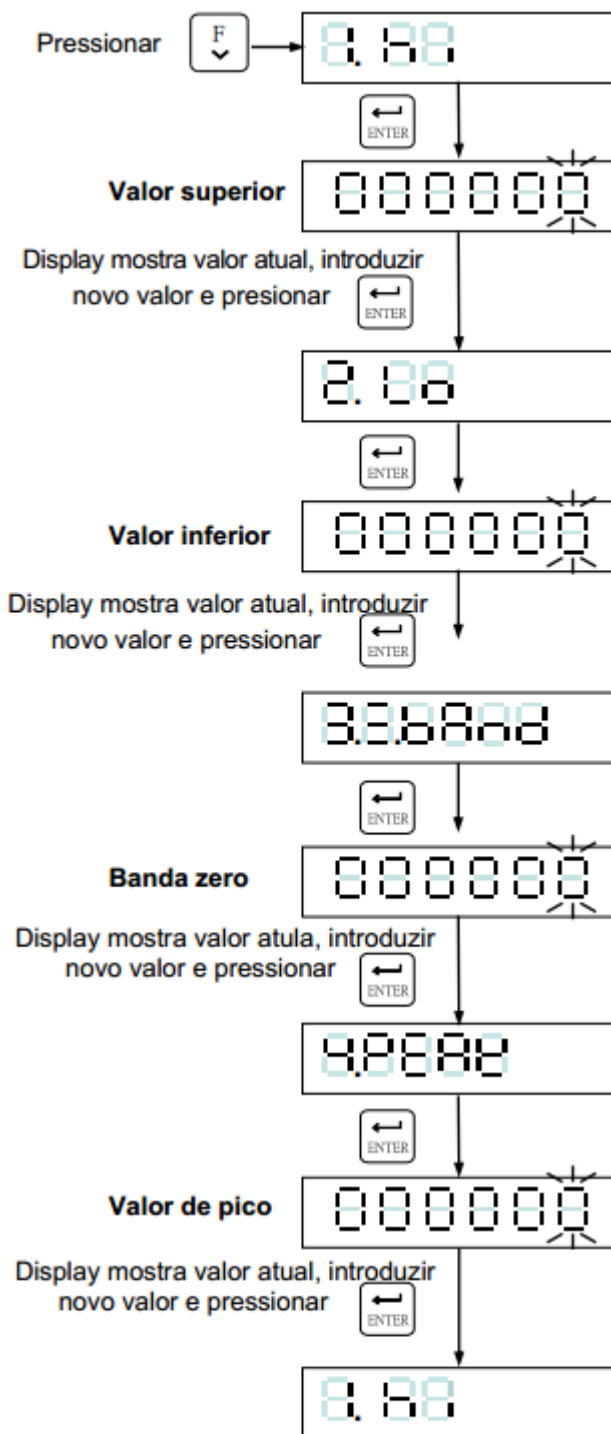 Pressionar F
1. hi
ENTER
Valor superior 000000
Display mostra valor atual, introduzir
novo valor e presionar ENTER
2. Lo
ENTER
Valor inferior 000000
Display mostra valor atual, introduzir
novo valor e pressionar ENTER
3.Z.bAnd
ENTER
Banda zero 000000
Display mostra valor atula, introduzir
novo valor e pressionar ENTER
4.PEAk
ENTER
Valor de pico 000000
Display mostra valor atual, introduzir
novo valor e pressionar ENTER
1. hi